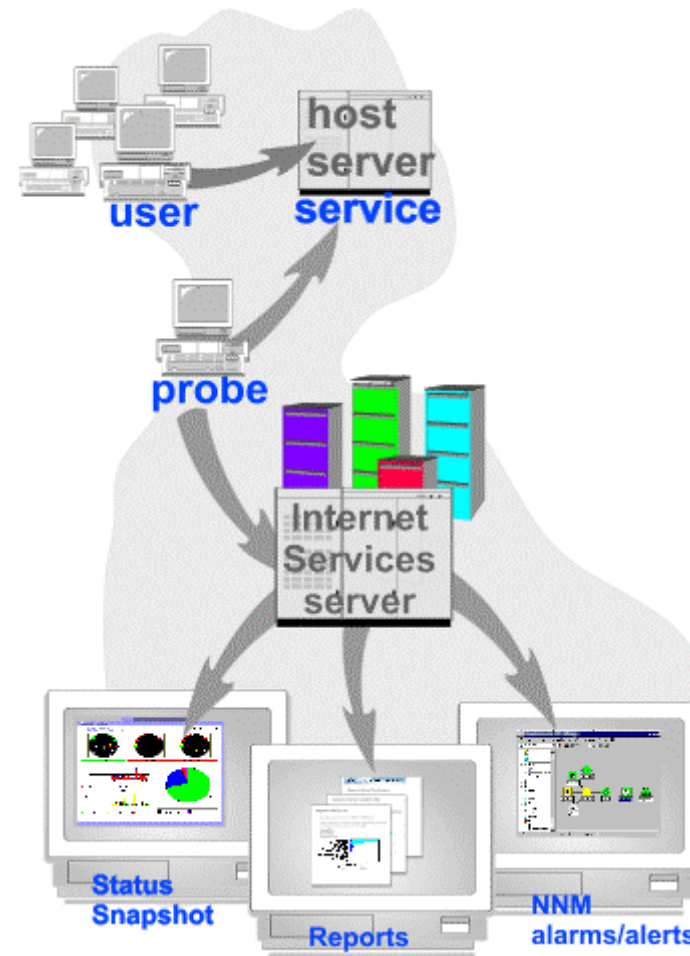 host
server
user
service
probe
Internet
Services
server
Status
Snapshot
Reports
NNM
alarms/alerts